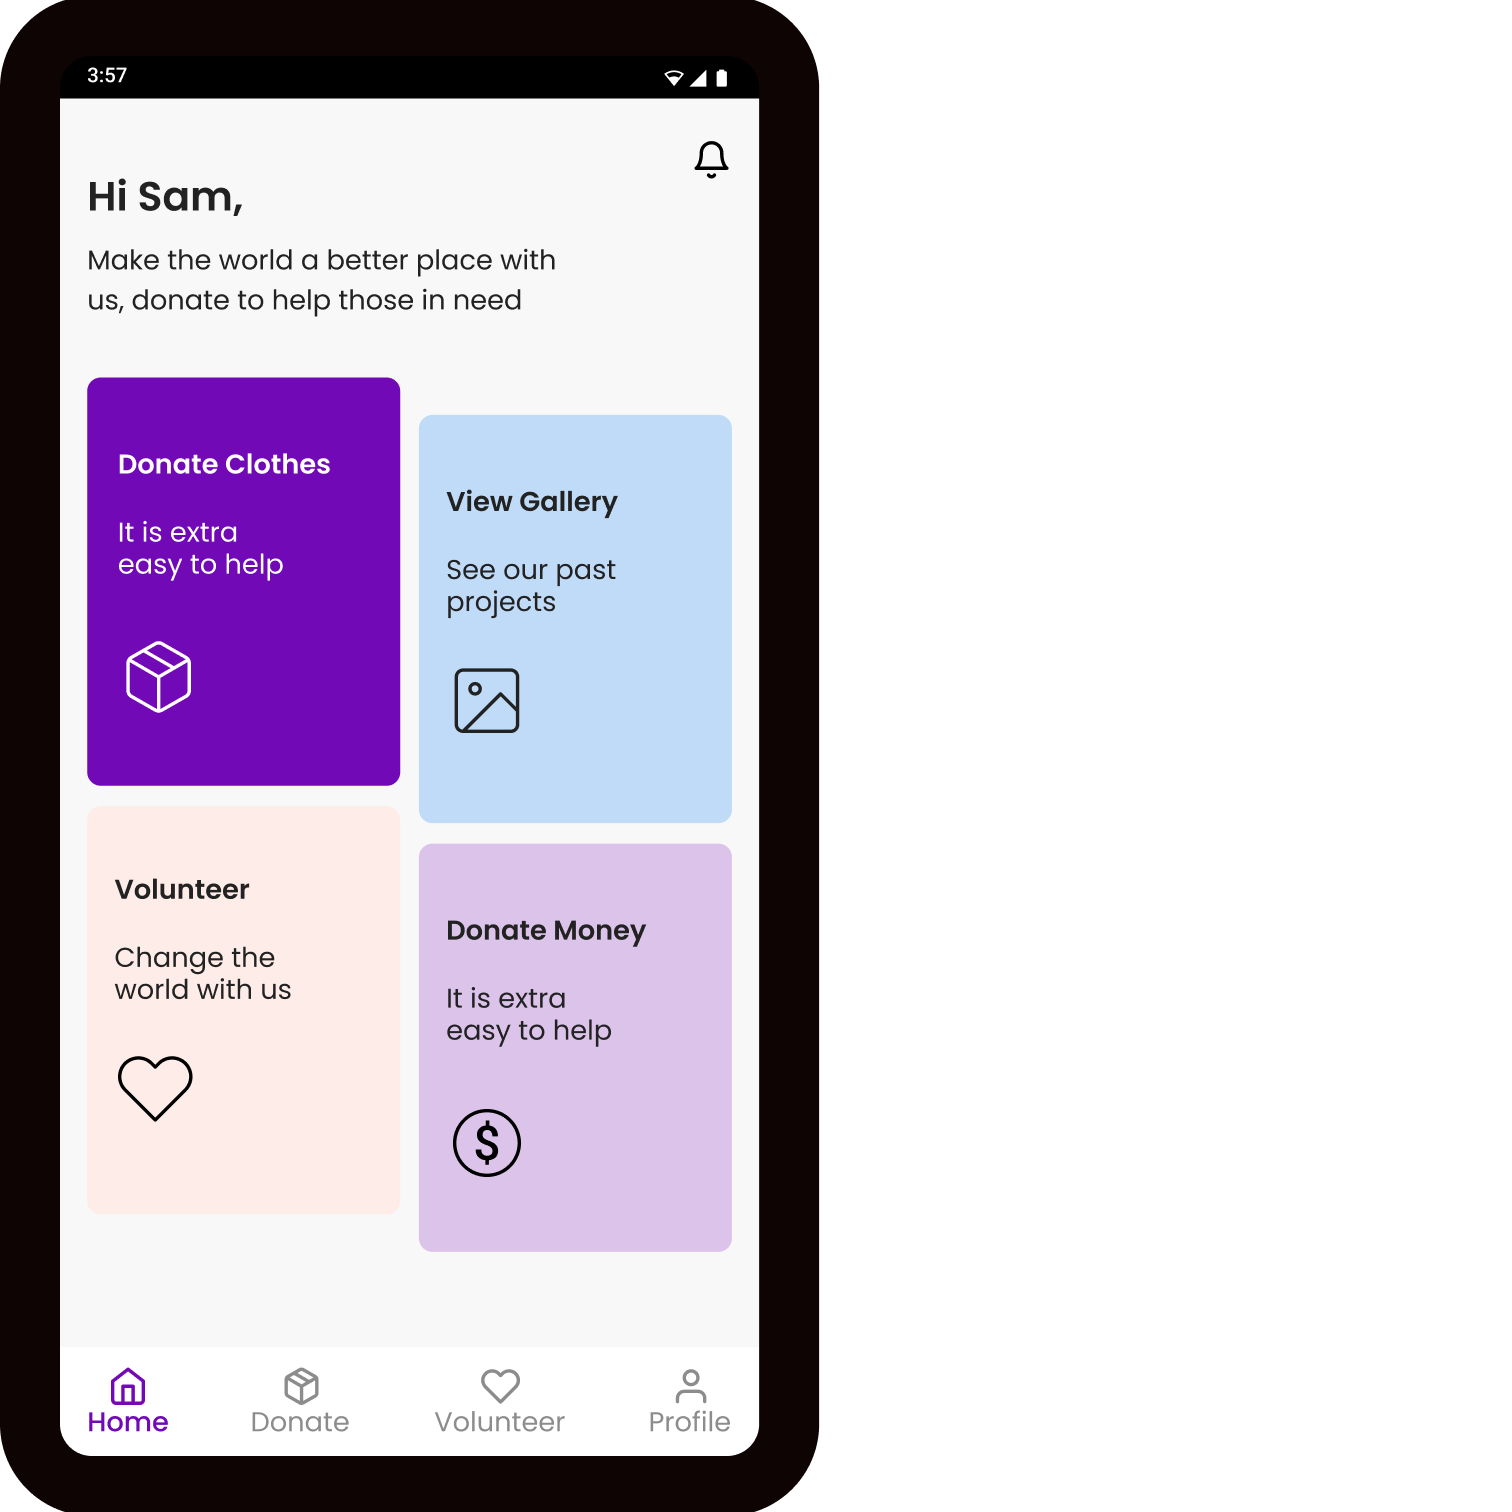 3:57
Hi Sam,
Make the world a better place with
us, donate to help those in need
Donate Clothes
It is extra
easy to help
View Gallery
See our past
projects
Volunteer
Change the
world with us
Donate Money
It is extra
easy to help
$
Home
Donate
Volunteer
Profile